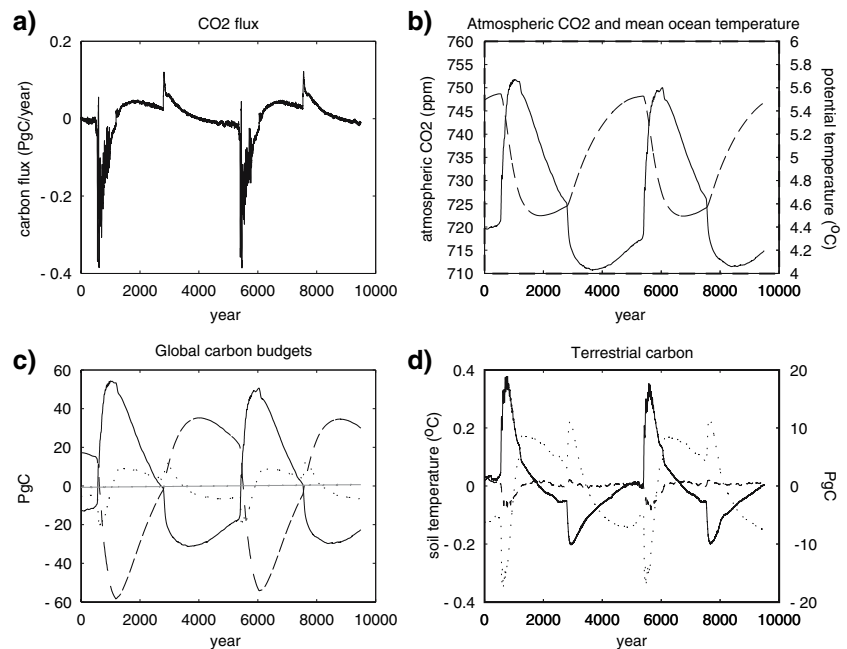 a)
CO2 flux
0.2
0
- 0.2
- 0.4
carbon flux (PgC/year)
0 2000 4000 6000 8000 10000
year
b)
Atmospheric CO2 and mean ocean temperature
760
755
750
745
740
735
730
725
720
715
710
atmospheric CO2 (ppm)
6
5.8
5.6
5.4
5.2
5
4.8
4.6
4.4
4.2
4
potential temperature (⁰C)
0 2000 4000 6000 8000 10000
year
c)
Global carbon budgets
60
40
20
0
- 20
- 40
- 60
PgC
0 2000 4000 6000 8000 10000
year
d)
Terrestrial carbon
0.4
0.2
0
- 0.2
- 0.4
soil temperature (⁰C)
20
10
0
- 10
- 20
PgC
0 2000 4000 6000 8000 10000
year